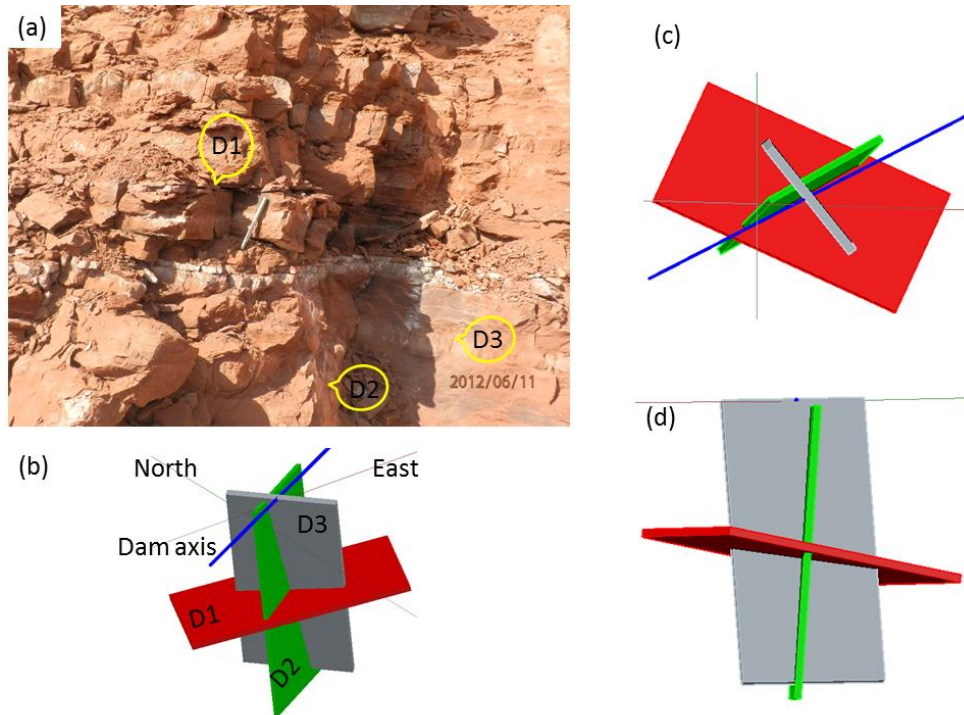 (a)
D1
D3
D2
2012/06/11
(b)
North
East
D3
Dam axis
D1
D2
(c)
(d)